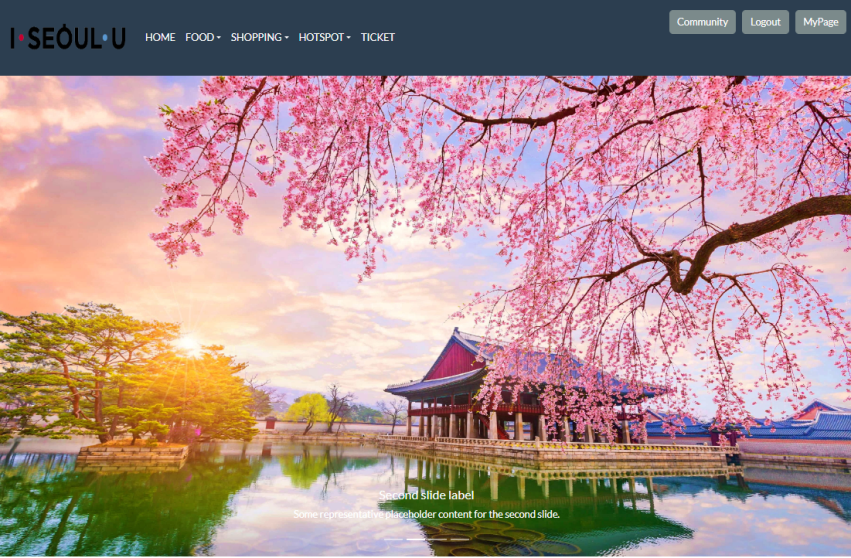 I·SEOUL·U
HOME FOOD SHOPPING HOTSPOT TICKET
Community Logout MyPage
Second slide label
Some representative placeholder content for the second slide.